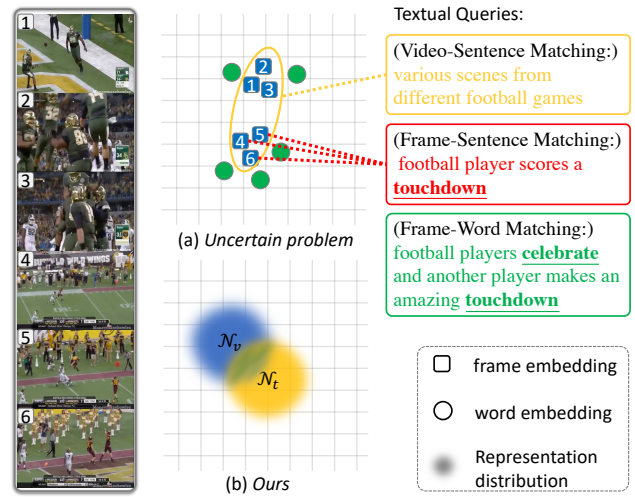 Textual Queries:
1
2
3
4
5
6
2
1
3
4
5
6
(a) Uncertain problem
(Video-Sentence Matching:)
various scenes from
different football games
(Frame-Sentence Matching:)
football player scores a
touchdown
(Frame-Word Matching:)
football players celebrate
and another player makes an
amazing touchdown
𝒩v
𝒩t
(b) Ours
frame embedding
word embedding
Representation
distribution